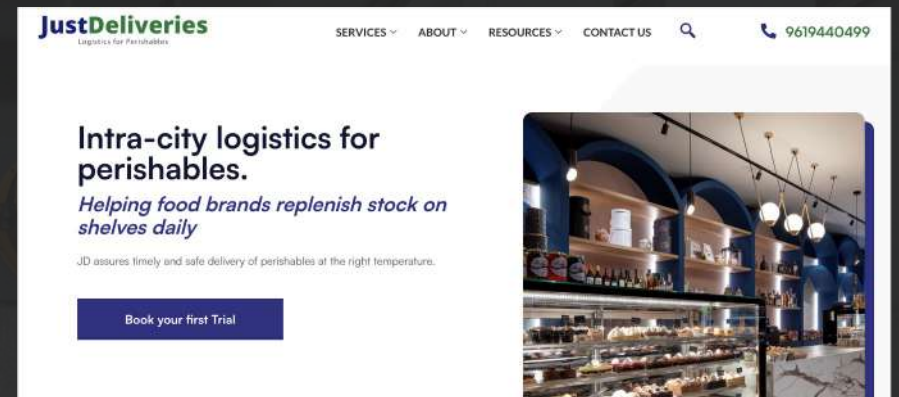 JustDeliveries
Logistics for Perishables
SERVICES
ABOUT
RESOURCES
CONTACT US
9619440499
Intra-city logistics for
perishables.
Helping food brands replenish stock on
shelves daily
JD assures timely and safe delivery of perishables at the right temperature.
Book your first Trial